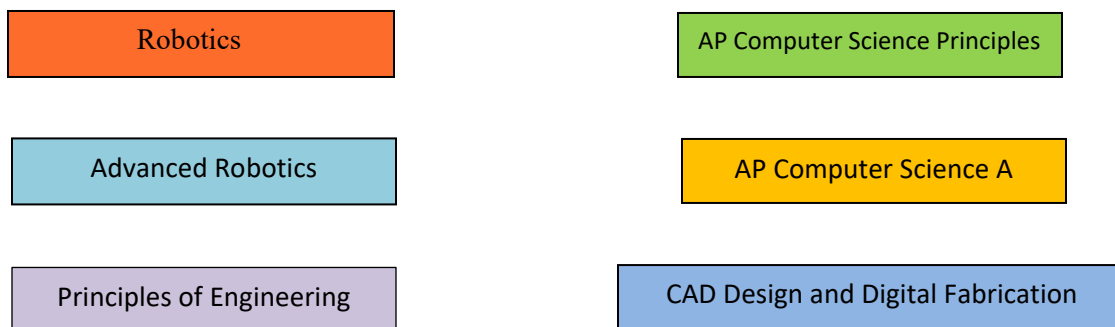 Robotics
AP Computer Science Principles
Advanced Robotics
AP Computer Science A
Principles of Engineering
CAD Design and Digital Fabrication